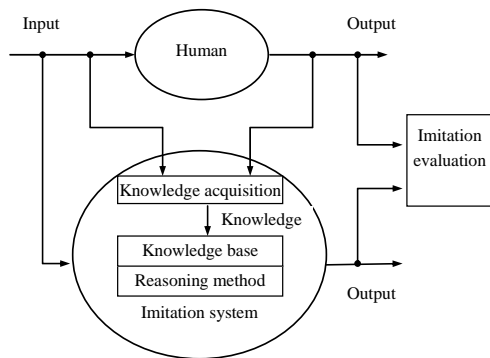 Input
Human
Output
Imitation
evaluation
Knowledge acquisition
Knowledge
Knowledge base
Reasoning method
Imitation system
Output